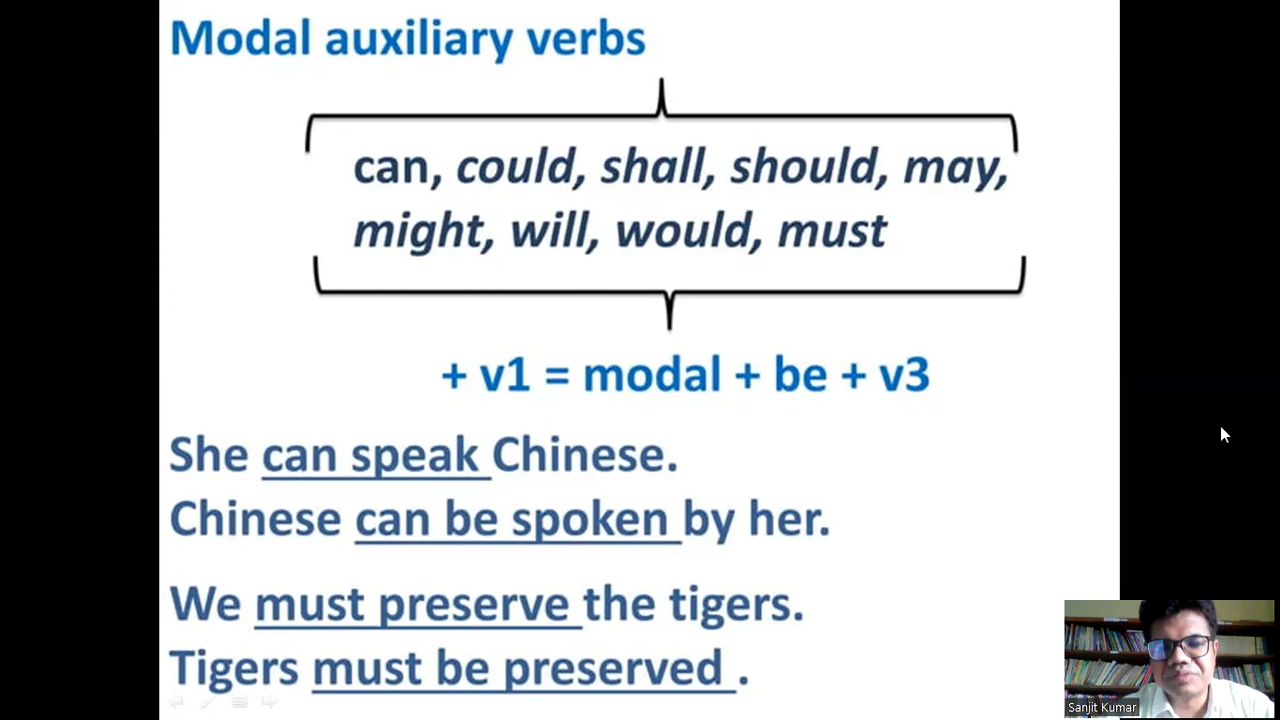 Modal auxiliary verbs
can, could, shall, should, may,
might, will, would, must
+ v1 = modal + be + v3
She can speak Chinese.
Chinese can be spoken by her.
We must preserve the tigers.
Tigers must be preserved .
Sanjit Kumar